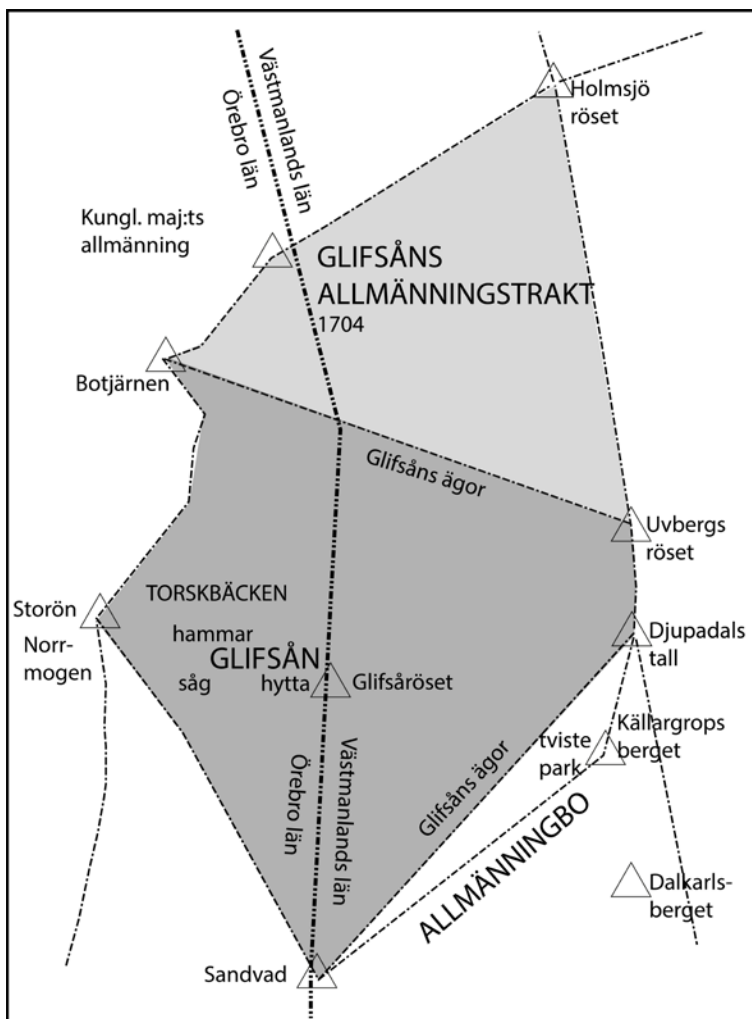 Västmanlands län
Örebro län
Holmsjö
röset
Kungl. maj:ts
allmänning
GLIFSÅNS
ALLMÄNNINGSTRAKT
1704
Botjärnen
Glifsåns ägor
Uvbergs
röset
TORSKBÄCKEN
Storön
hammar
Norr-
mogen
GLIFSÅN
såg
hytta
Glifsåröset
Djupadals
tall
Källargrops
berget
tviste
park
Glifsåns ägor
Örebro län
Västmanlands län
ALLMÄNNINGBO
Dalkarls-
berget
Sandvad